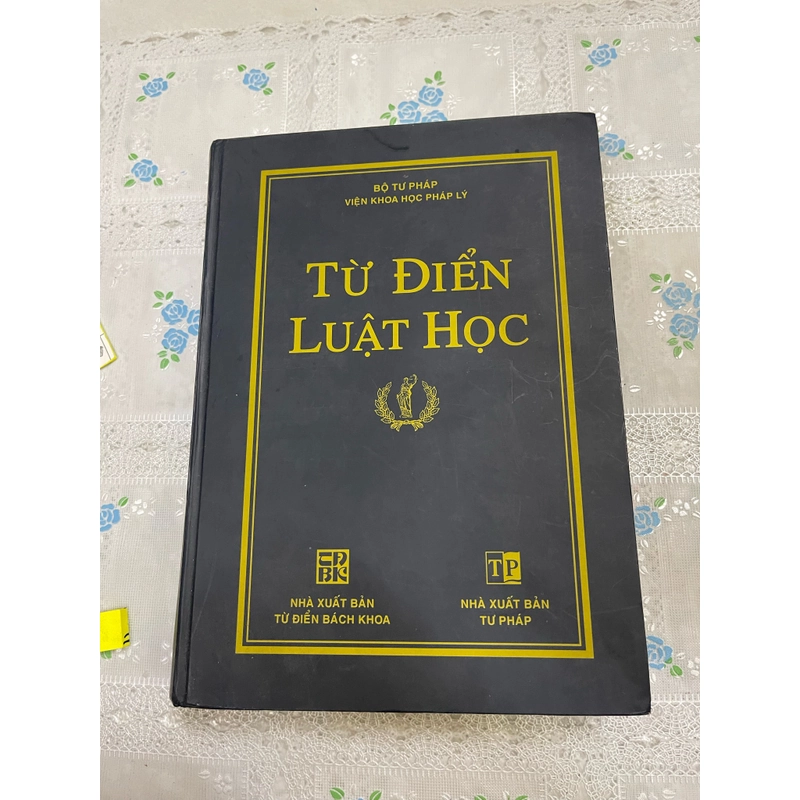 BỘ TƯ PHÁP
VIỆN KHOA HỌC PHÁP LÝ
TỪ ĐIỂN
LUẬT HỌC
TĐ
BK
NHÀ XUẤT BẢN
TỪ ĐIỂN BÁCH KHOA
TP
NHÀ XUẤT BẢN
TƯ PHÁP